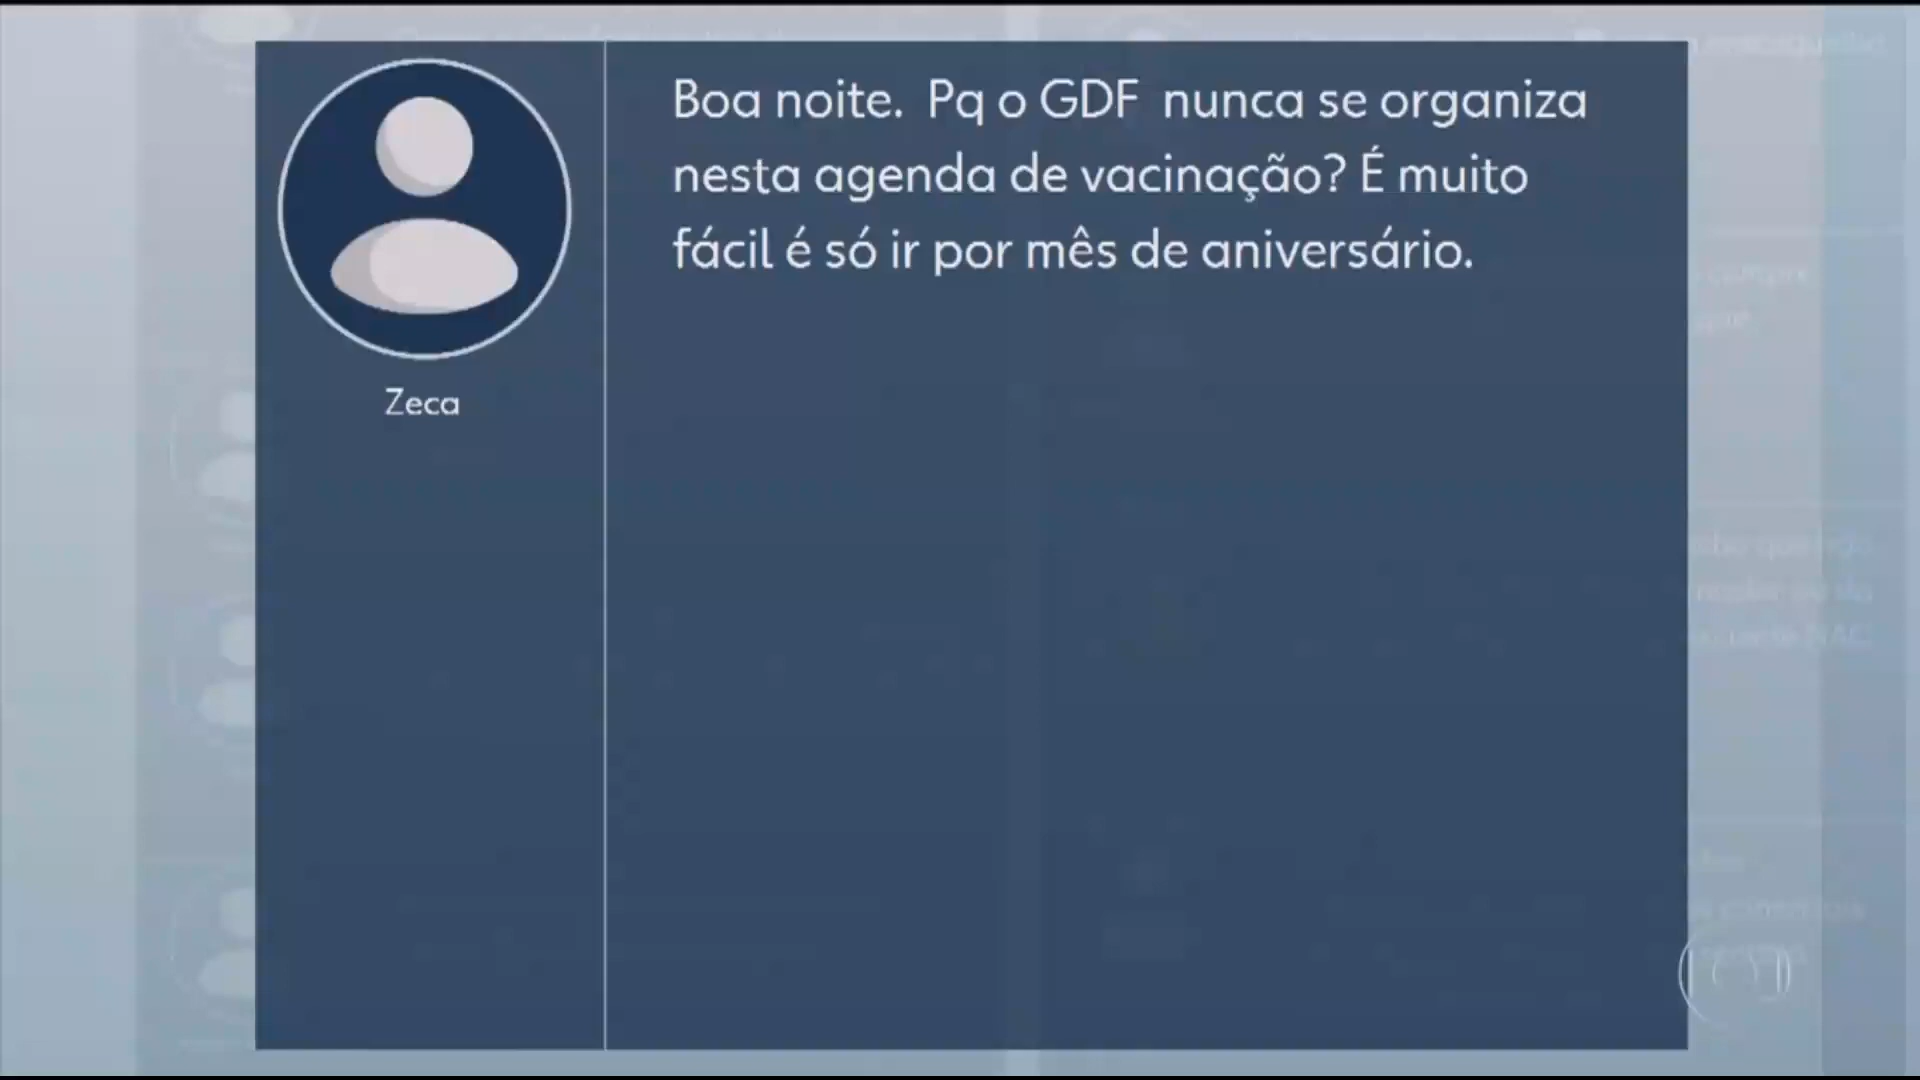 Boa noite. Pq o GDF nunca se organiza
nesta agenda de vacinação? É muito
fácil é só ir por mês de aniversário.
Zeca